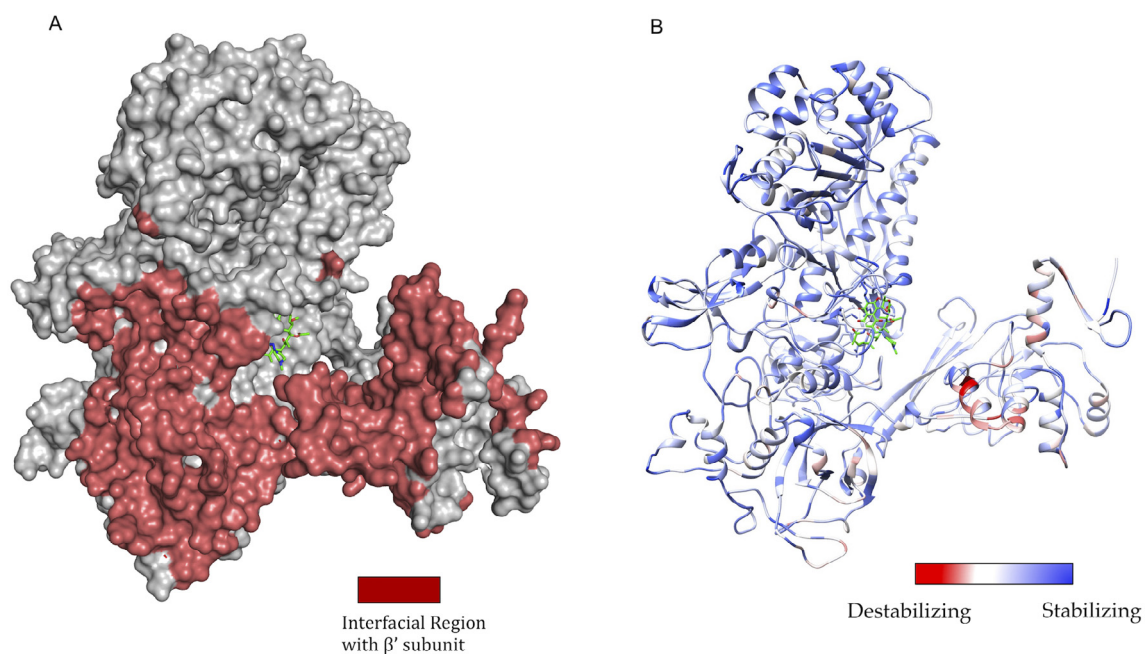 A
B
Interfacial Region
with β' subunit
Destabilizing
Stabilizing